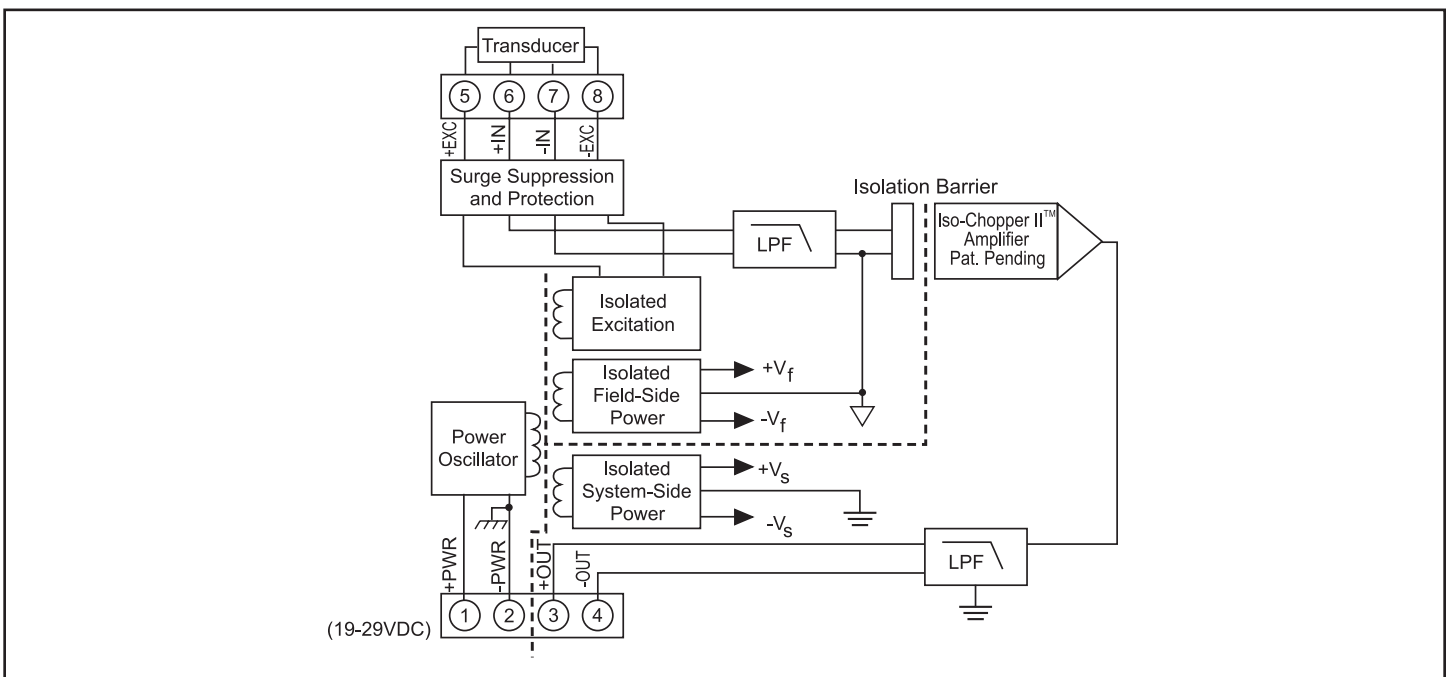 Transducer
5 6 7 8
+EXC
+IN
-IN
-EXC
Surge Suppression
and Protection
Isolation Barrier
LPF
Iso-Chopper II™
Amplifier
Pat. Pending
Isolated
Excitation
Isolated
Field-Side
Power
+Vf
-Vf
Power
Oscillator
Isolated
System-Side
Power
+Vs
-Vs
+PWR
-PWR
+OUT
-OUT
LPF
1 2 3 4
(19-29VDC)